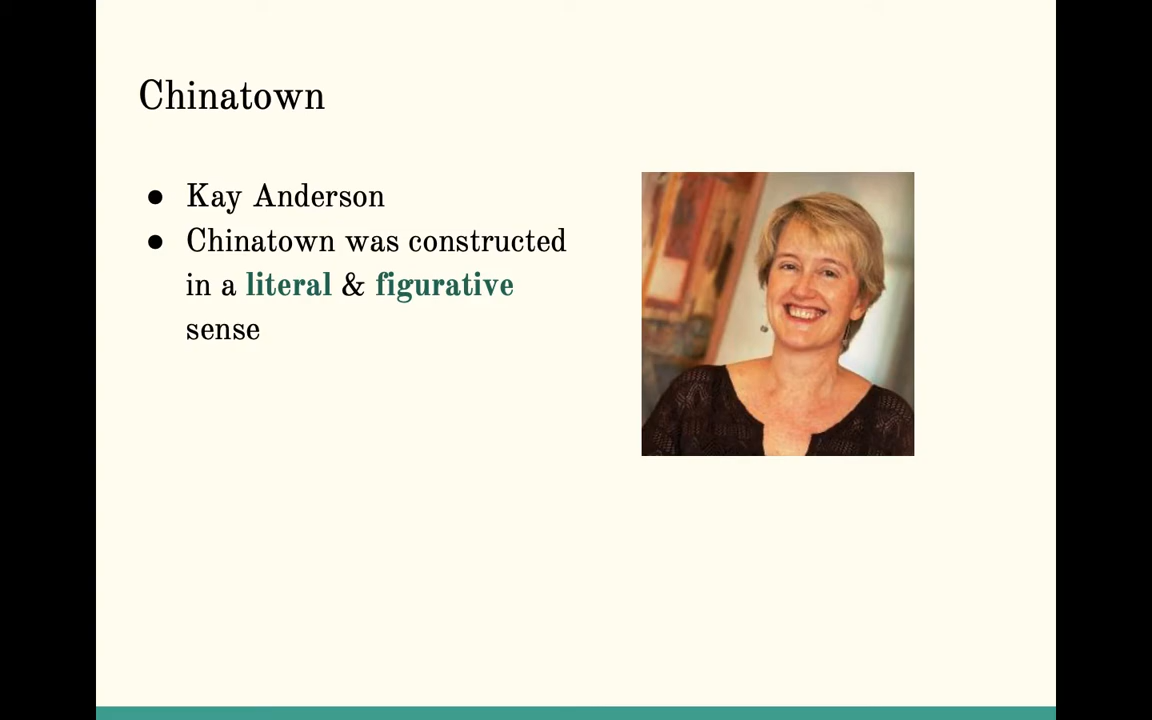 Chinatown
● Kay Anderson
● Chinatown was constructed
in a literal & figurative
sense